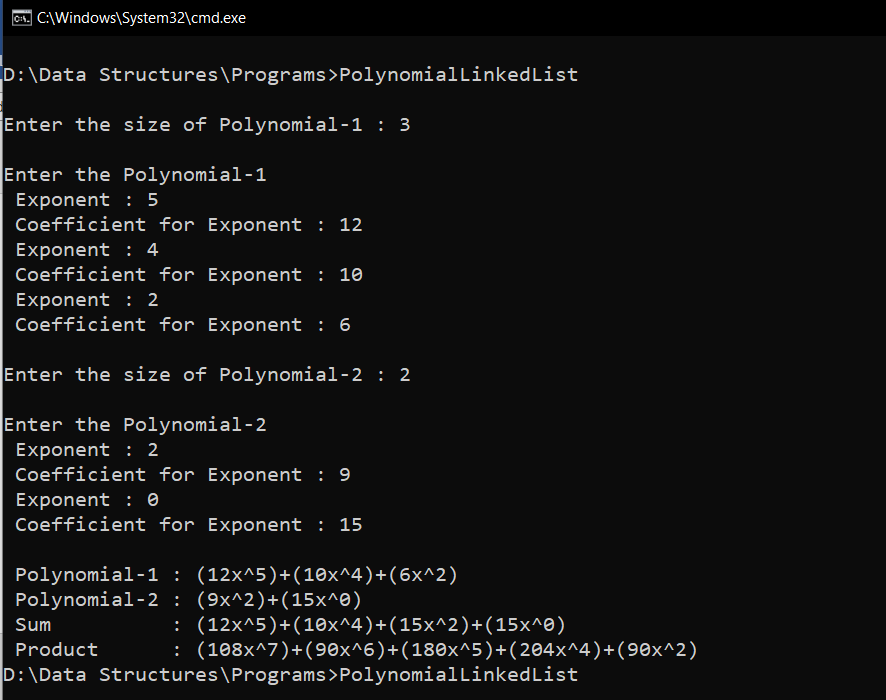 C:\Windows\System32\cmd.exe
D:\Data Structures\Programs>PolynomialLinkedList
Enter the size of Polynomial-1 : 3
Enter the Polynomial-1
Exponent : 5
Coefficient for Exponent : 12
Exponent : 4
Coefficient for Exponent : 10
Exponent : 2
Coefficient for Exponent : 6
Enter the size of Polynomial-2 : 2
Enter the Polynomial-2
Exponent : 2
Coefficient for Exponent : 9
Exponent : 0
Coefficient for Exponent : 15
Polynomial-1 : (12x^5)+(10x^4)+(6x^2)
Polynomial-2 : (9x^2)+(15x^0)
Sum          : (12x^5)+(10x^4)+(15x^2)+(15x^0)
Product      : (108x^7)+(90x^6)+(180x^5)+(204x^4)+(90x^2)
D:\Data Structures\Programs>PolynomialLinkedList